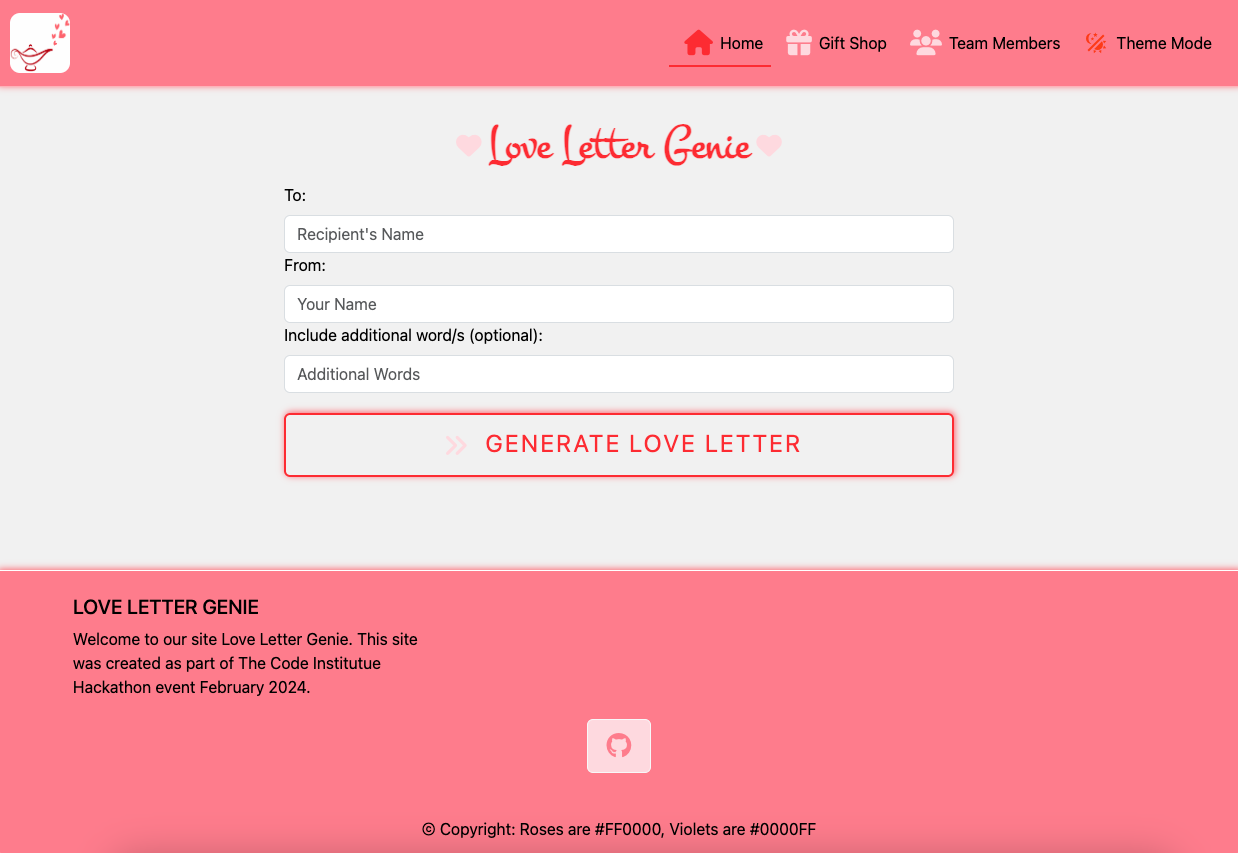 Home
Gift Shop
Team Members
Theme Mode
Love Letter Genie
To:
Recipient's Name
From:
Your Name
Include additional word/s (optional):
Additional Words
GENERATE LOVE LETTER
LOVE LETTER GENIE
Welcome to our site Love Letter Genie. This site
was created as part of The Code Institutue
Hackathon event February 2024.
© Copyright: Roses are #FF0000, Violets are #0000FF